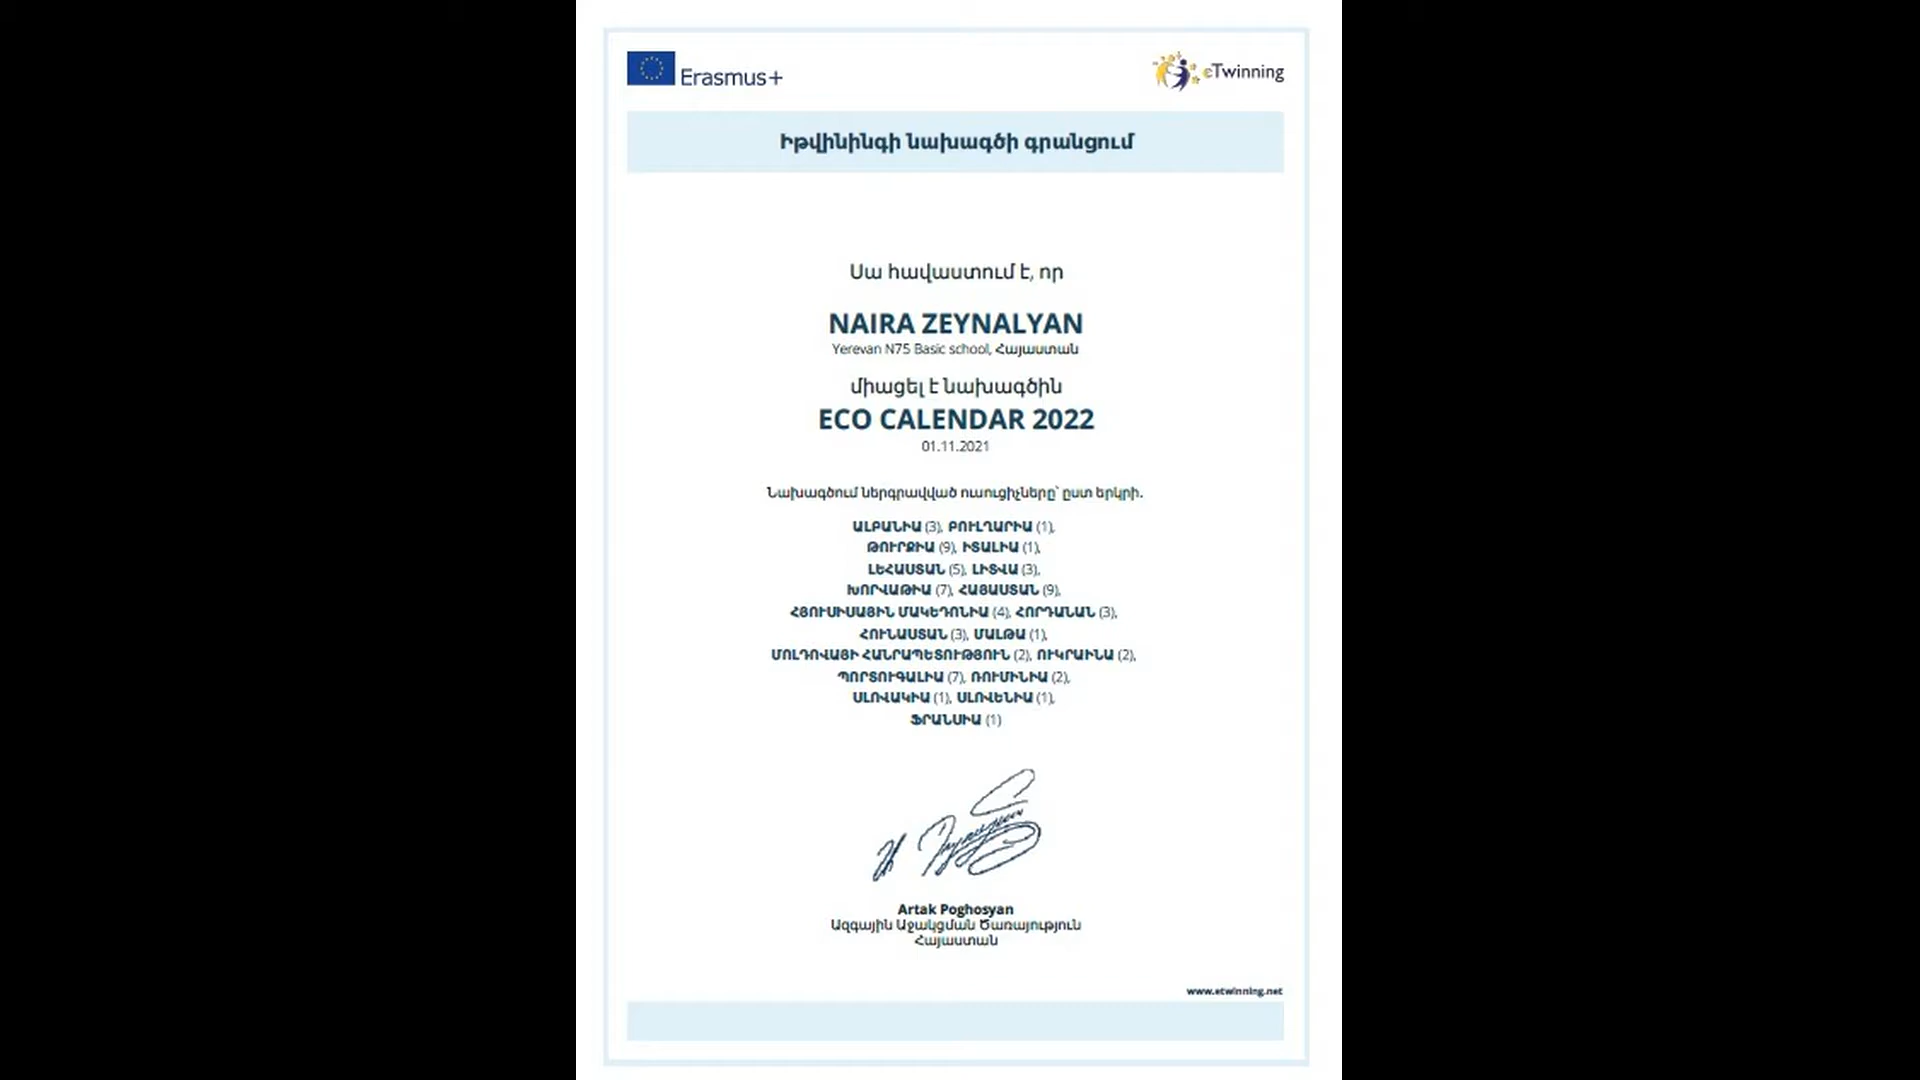 Erasmus+
eTwinning
Իթվինինգի նախագծի գրանցում
Սա հավաստում է, որ
NAIRA ZEYNALYAN
Yerevan N75 Basic school, Հայաստան
միացել է նախագծին
ECO CALENDAR 2022
01.11.2021
Նախագծում ներգրավված ուսուցիչները՝ ըստ երկրի.
ԱԼԲԱՆԻԱ (3), ԲՈՒԼՂԱՐԻԱ (1),
ԹՈՒՐՔԻԱ (9), ԻՏԱԼԻԱ (1),
ԼԵՀԱՍՏԱՆ (5), ԼԻՏՎԱ (3),
ԽՈՐՎԱԹԻԱ (7), ՀԱՅԱՍՏԱՆ (9),
ՀՅՈՒՍԻՍԱՅԻՆ ՄԱԿԵԴՈՆԻԱ (4), ՀՈՐԴԱՆԱՆ (3),
ՀՈՒՆԱՍՏԱՆ (3), ՄԱԼԹԱ (1),
ՄՈԼԴՈՎԱՅԻ ՀԱՆՐԱՊԵՏՈՒԹՅՈՒՆ (2), ՈՒԿՐԱԻՆԱ (2),
ՊՈՐՏՈՒԳԱԼԻԱ (7), ՌՈՒՄԻՆԻԱ (2),
ՍԼՈՎԱԿԻԱ (1), ՍԼՈՎԵՆԻԱ (1),
ՖՐԱՆՍԻԱ (1)
Artak Poghosyan
Ազգային Աջակցման Ծառայություն
Հայաստան
www.etwinning.net